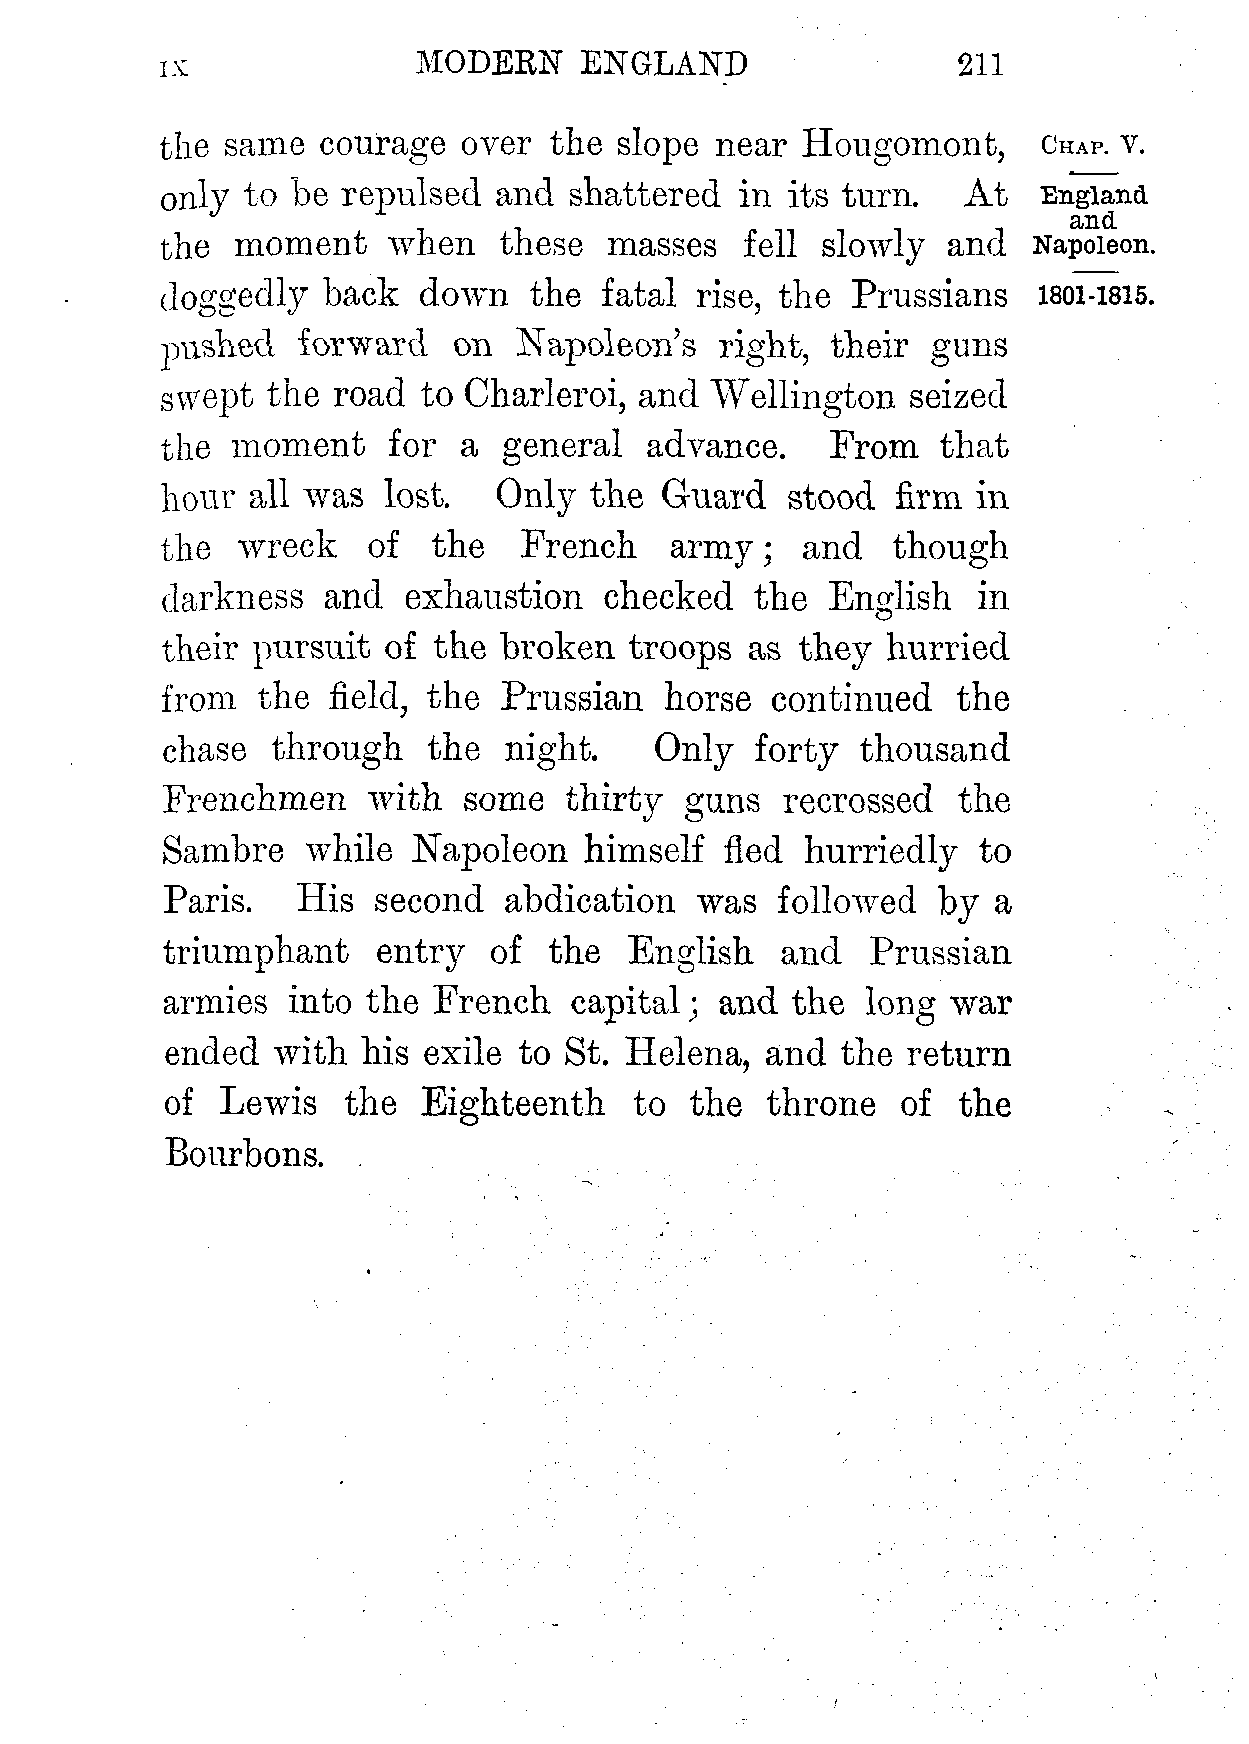 IX MODERN ENGLAND 211
the same courage over the slope near Hougomont,
only to be repulsed and shattered in its turn. At
the moment when these masses fell slowly and
doggedly back down the fatal rise, the Prussians
pushed forward on Napoleon's right, their guns
swept the road to Charleroi, and Wellington seized
the moment for a general advance. From that
hour all was lost. Only the Guard stood firm in
the wreck of the French army; and though
darkness and exhaustion checked the English in
their pursuit of the broken troops as they hurried
from the field, the Prussian horse continued the
chase through the night. Only forty thousand
Frenchmen with some thirty guns recrossed the
Sambre while Napoleon himself fled hurriedly to
Paris. His second abdication was followed by a
triumphant entry of the English and Prussian
armies into the French capital; and the long war
ended with his exile to St. Helena, and the return
of Lewis the Eighteenth to the throne of the
Bourbons.
CHAP. V.
England
and
Napoleon.
1801-1815.